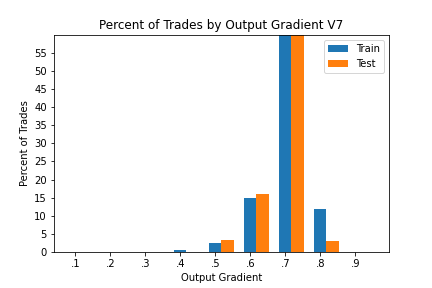 Percent of Trades by Output Gradient V7
Train
Test
Percent of Trades
55
50
45
40
35
30
25
20
15
10
5
0
.1 .2 .3 .4 .5 .6 .7 .8 .9
Output Gradient